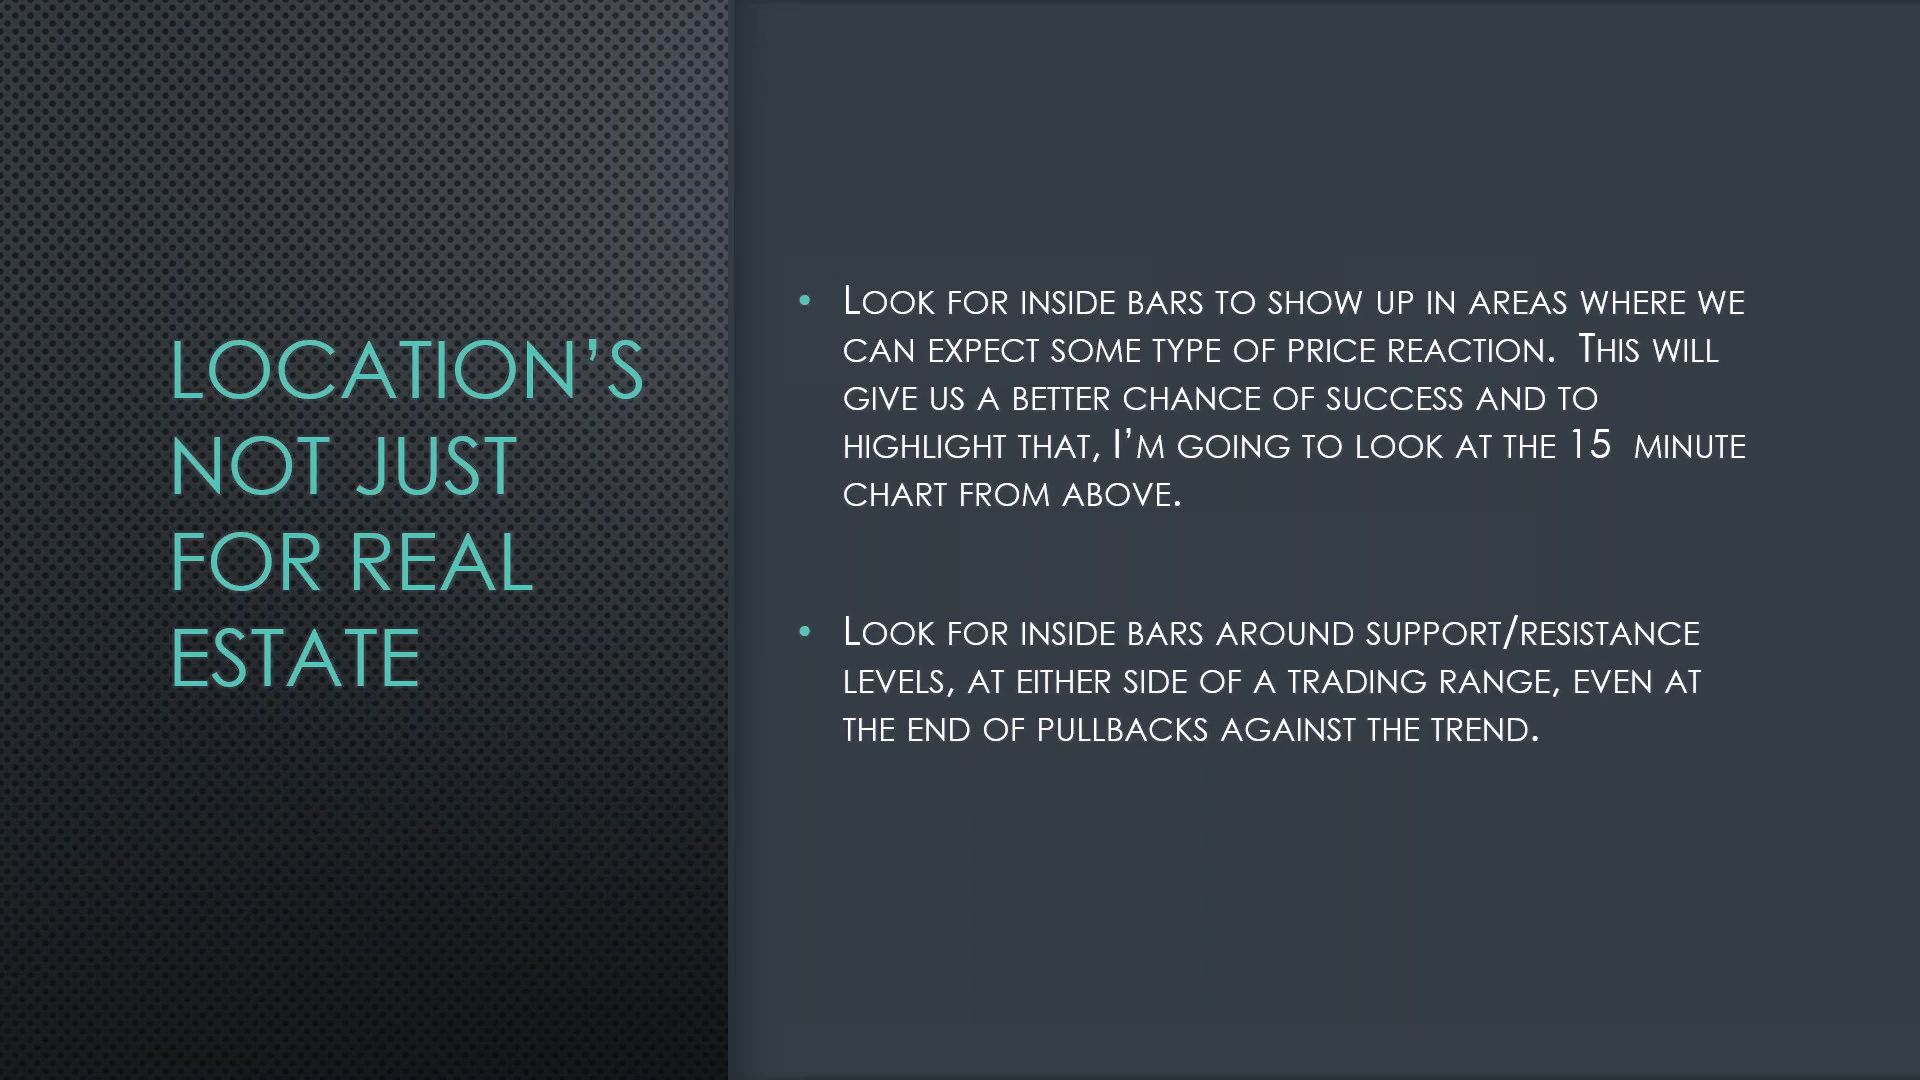 LOCATION’S
NOT JUST
FOR REAL
ESTATE
• Look for inside bars to show up in areas where we
can expect some type of price reaction.  This will
give us a better chance of success and to
highlight that, I’m going to look at the 15  minute
chart from above.
• Look for inside bars around support/resistance
levels, at either side of a trading range, even at
the end of pullbacks against the trend.